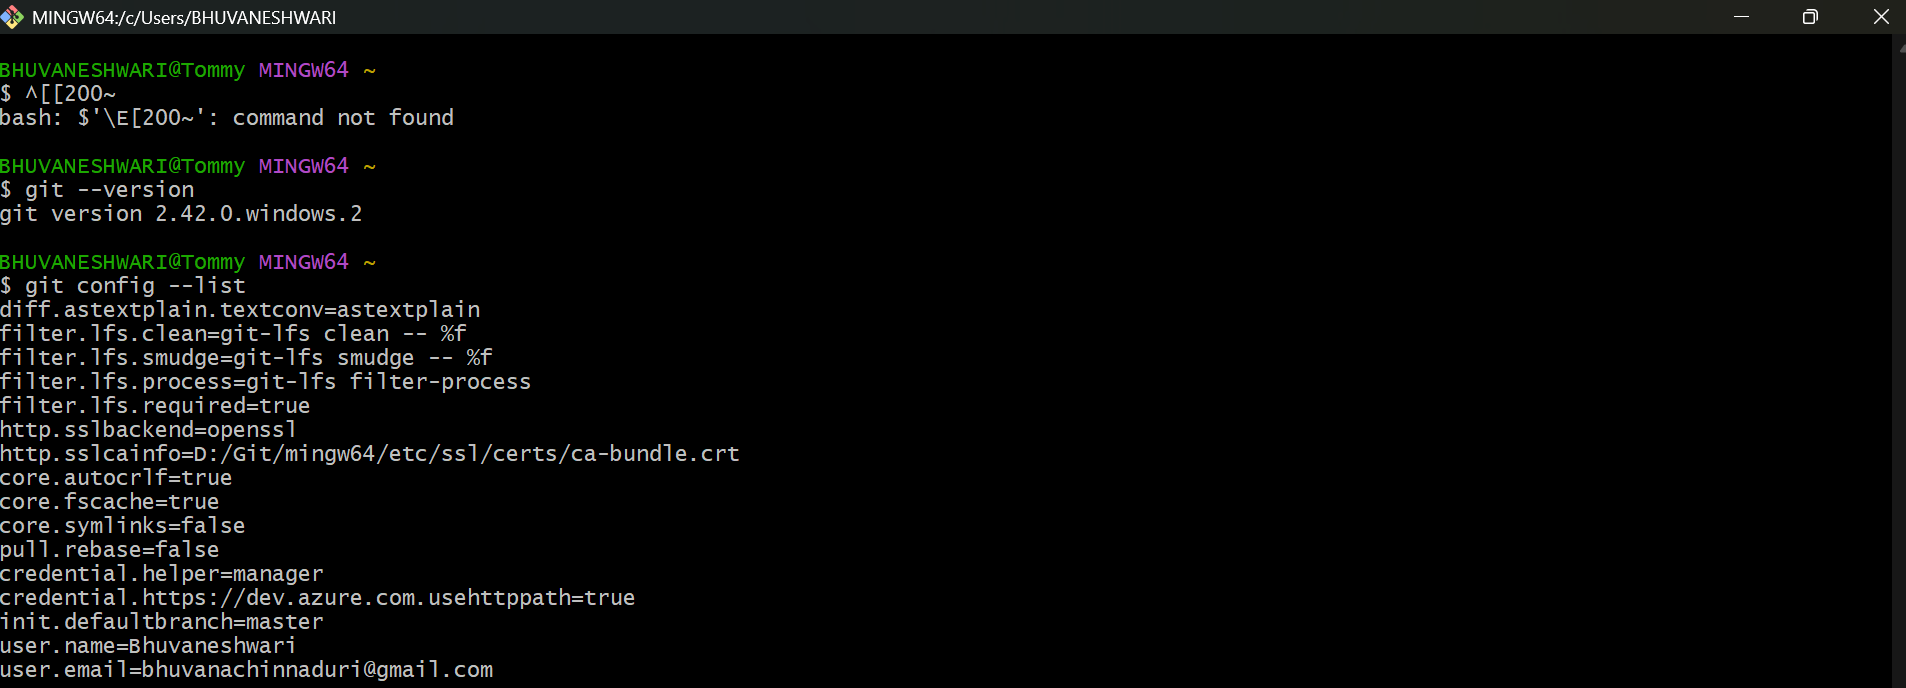 MINGW64:/c/Users/BHUVANESHWARI
BHUVANESHWARI@Tommy MINGW64 ~
$ ^[[200~
bash: $'\E[200~': command not found
BHUVANESHWARI@Tommy MINGW64 ~
$ git --version
git version 2.42.0.windows.2
BHUVANESHWARI@Tommy MINGW64 ~
$ git config --list
diff.astextplain.textconv=astextplain
filter.lfs.clean=git-lfs clean -- %f
filter.lfs.smudge=git-lfs smudge -- %f
filter.lfs.process=git-lfs filter-process
filter.lfs.required=true
http.sslbackend=openssl
http.sslcainfo=D:/Git/mingw64/etc/ssl/certs/ca-bundle.crt
core.autocrlf=true
core.fscache=true
core.symlinks=false
pull.rebase=false
credential.helper=manager
credential.https://dev.azure.com.usehttppath=true
init.defaultbranch=master
user.name=Bhuvaneshwari
user.email=bhuvanachinnaduri@gmail.com